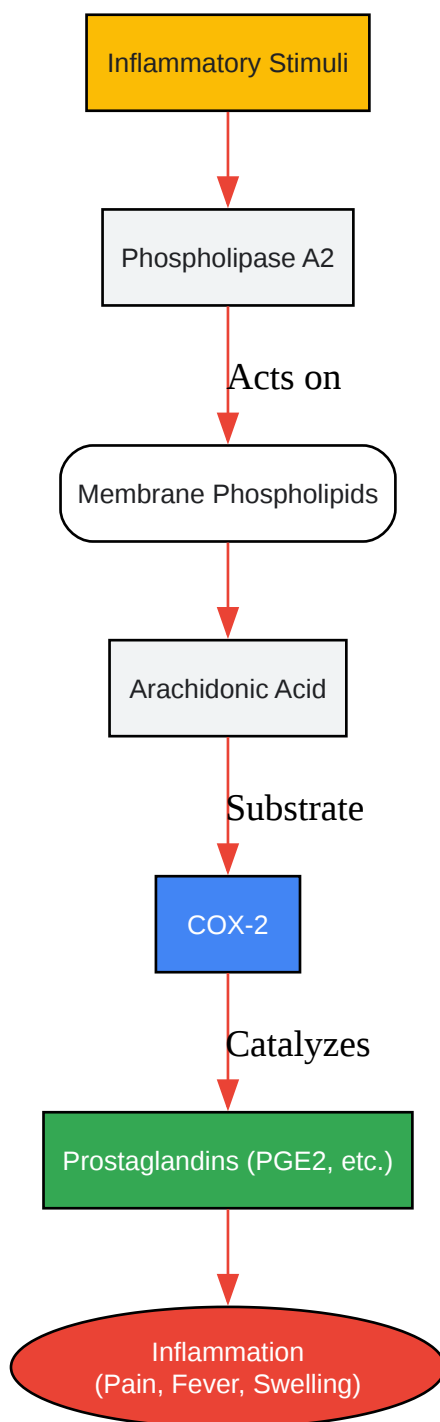 Inflammatory Stimuli
Phospholipase A2
Acts on
Membrane Phospholipids
Arachidonic Acid
Substrate
COX-2
Catalyzes
Prostaglandins (PGE2, etc.)
Inflammation
(Pain, Fever, Swelling)